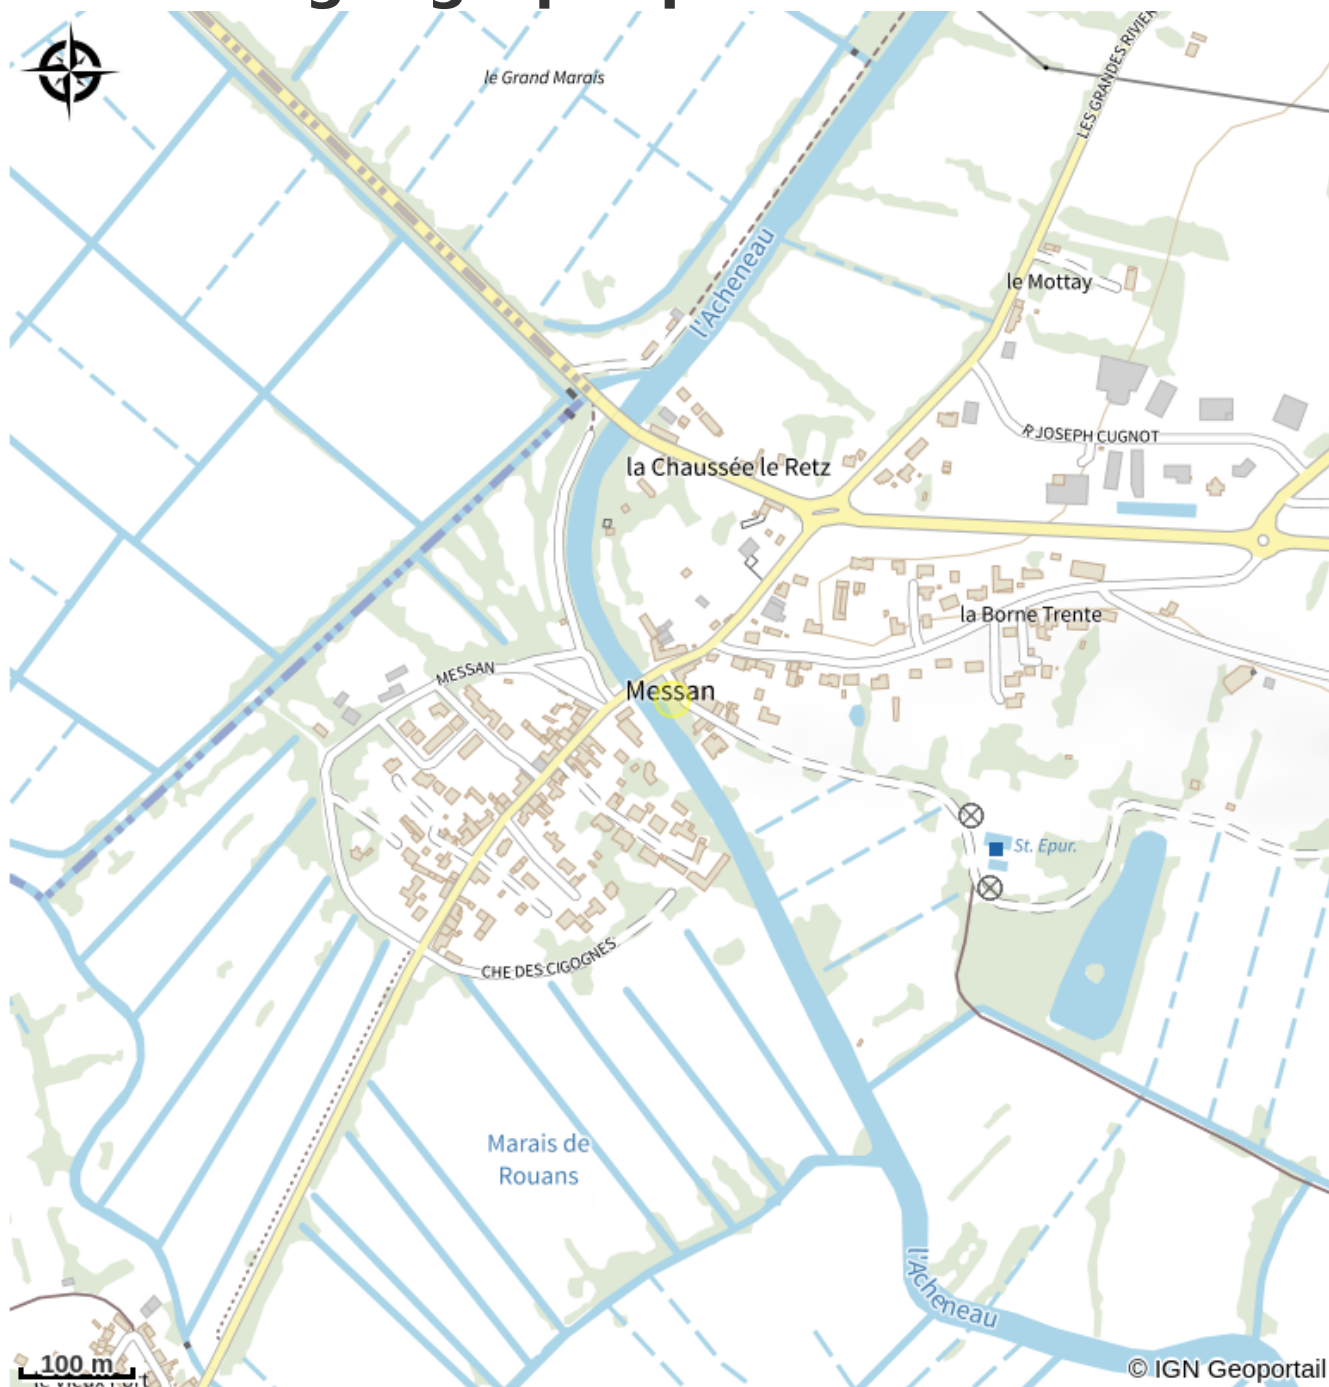 le Grand Marais
LES GRANDES RIVIER
l'Acheneau
le Mottay
R JOSEPH CUGNOT
la Chaussée le Retz
la Borne Trente
MESSAN
Messan
St. Epur.
CHE DES CIGOGNES
Marais de
Rouans
l'Acheneau
100 m
© IGN Geoportail